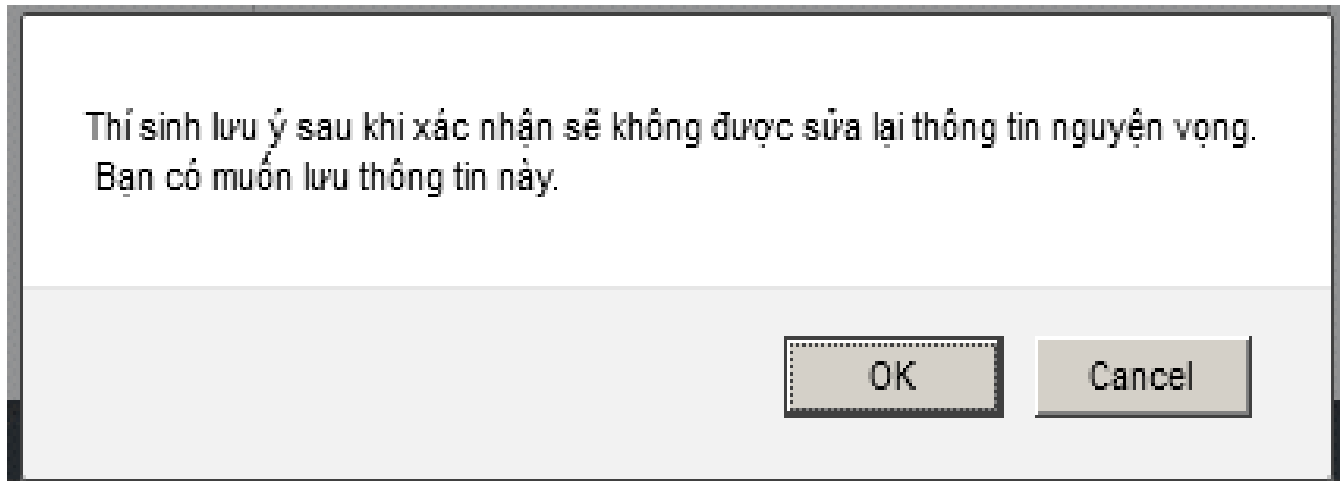 Thí sinh lưu ý sau khi xác nhận sẽ không được sửa lại thông tin nguyện vọng.
Bạn có muốn lưu thông tin này.
OK
Cancel